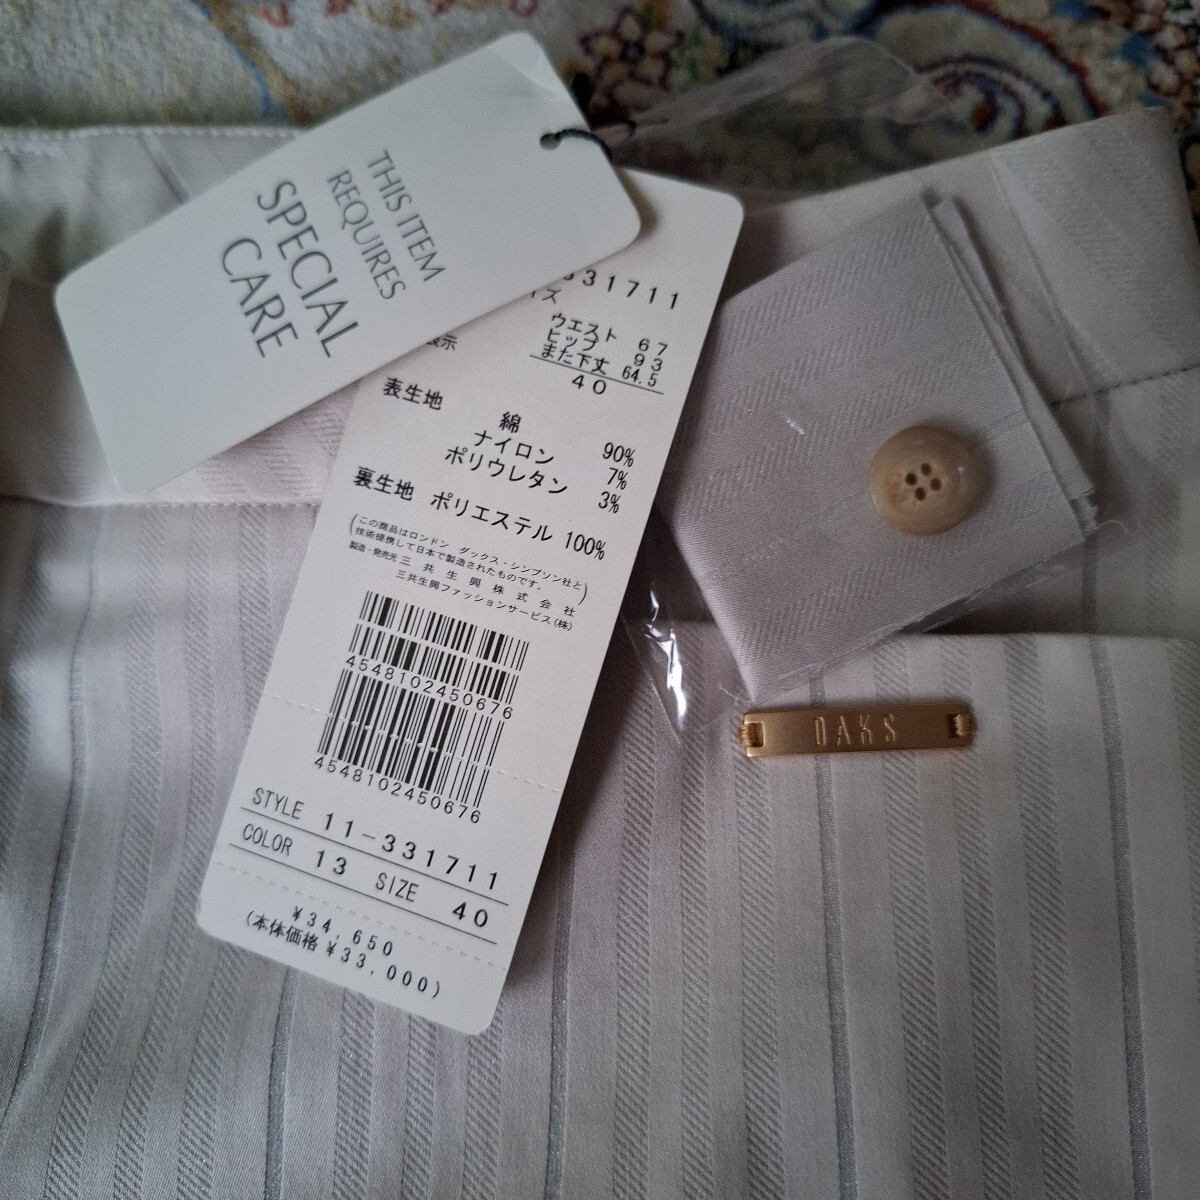 THIS ITEM
REQUIRES
SPECIAL
CARE
331711
イズ
表示
ウエスト 67
ヒップ 93
また下丈 64.5
40
表生地
綿 90%
ナイロン 7%
ポリウレタン 3%
裏生地 ポリエステル 100%
(この商品はロンドン ダックス・シンプソン社と
技術提携して日本で製造されたものです。)
製造・発売元 三共生興株式会社
三共生興ファッションサービス(株)
4548102450676
4548102450676
STYLE 11-331711
COLOR 13 SIZE 40
¥34,650
(本体価格¥33,000)
DAKS